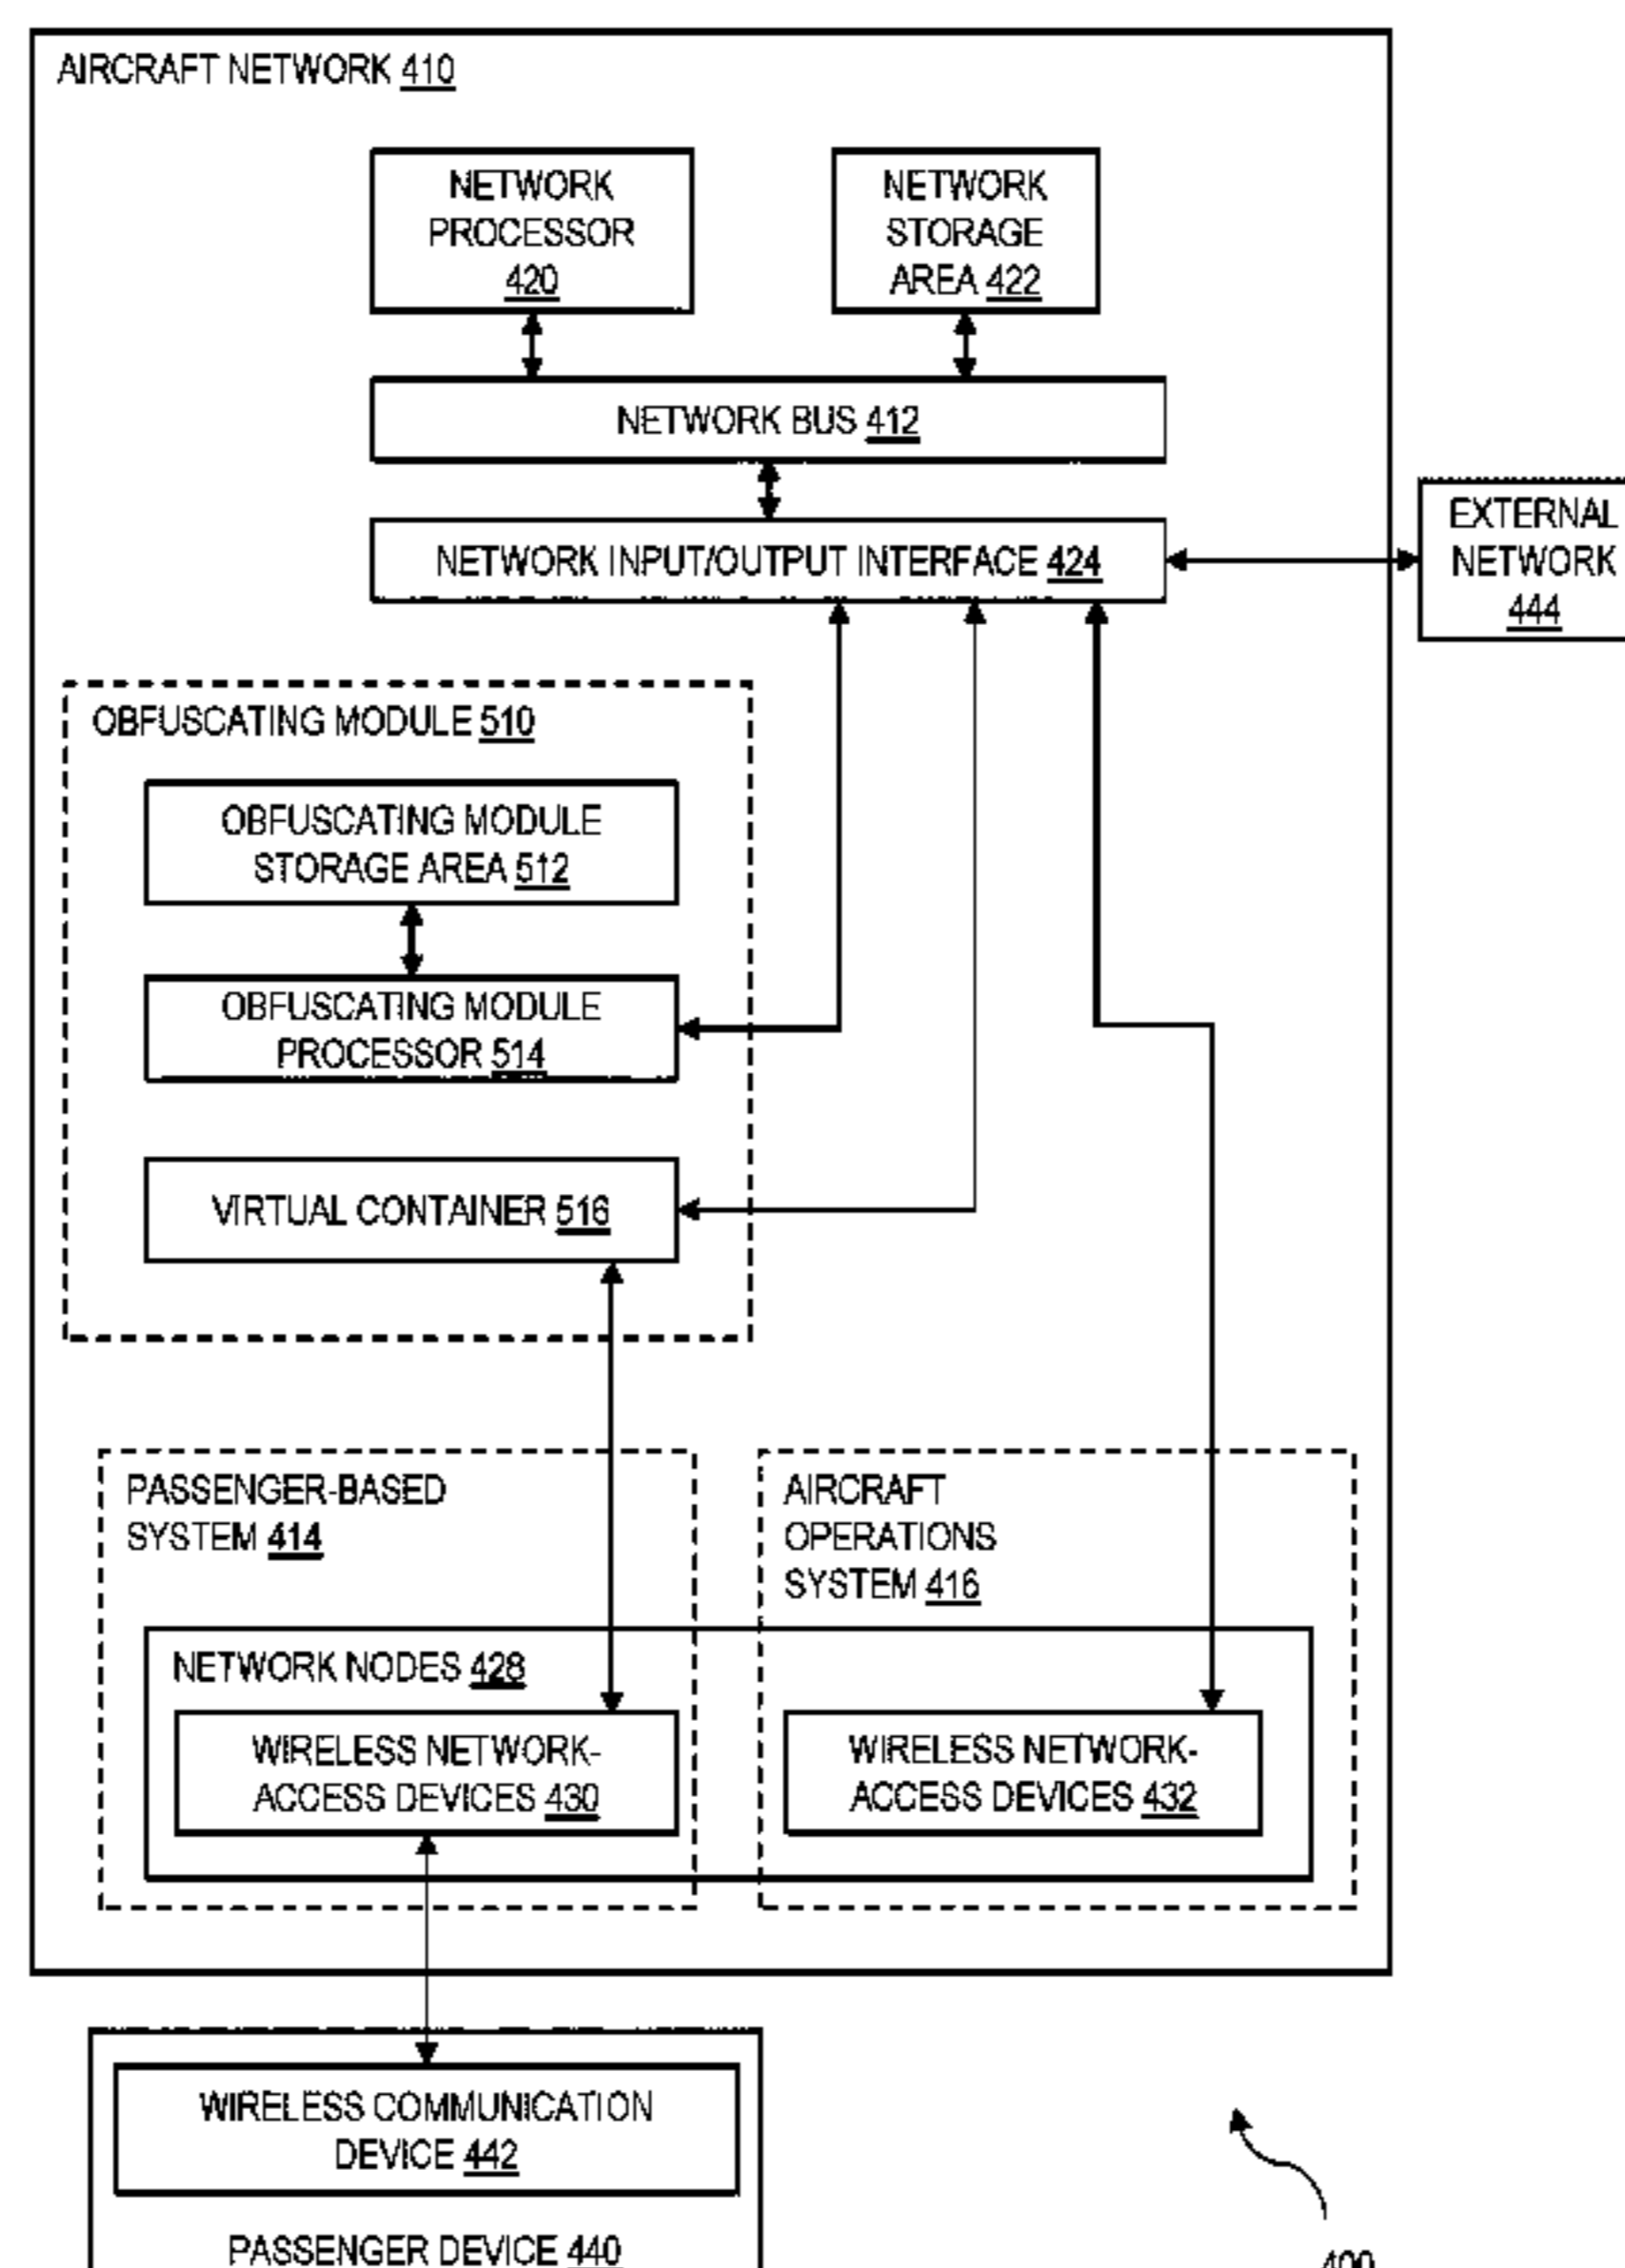 AIRCRAFT NETWORK 410
NETWORK
PROCESSOR
420
NETWORK
STORAGE
AREA 422
NETWORK BUS 412
NETWORK INPUT/OUTPUT INTERFACE 424
EXTERNAL
NETWORK
444
OBFUSCATING MODULE 510
OBFUSCATING MODULE
STORAGE AREA 512
OBFUSCATING MODULE
PROCESSOR 514
VIRTUAL CONTAINER 516
PASSENGER-BASED
SYSTEM 414
AIRCRAFT
OPERATIONS
SYSTEM 416
NETWORK NODES 428
WIRELESS NETWORK-
ACCESS DEVICES 430
WIRELESS NETWORK-
ACCESS DEVICES 432
WIRELESS COMMUNICATION
DEVICE 442
PASSENGER DEVICE 440
400